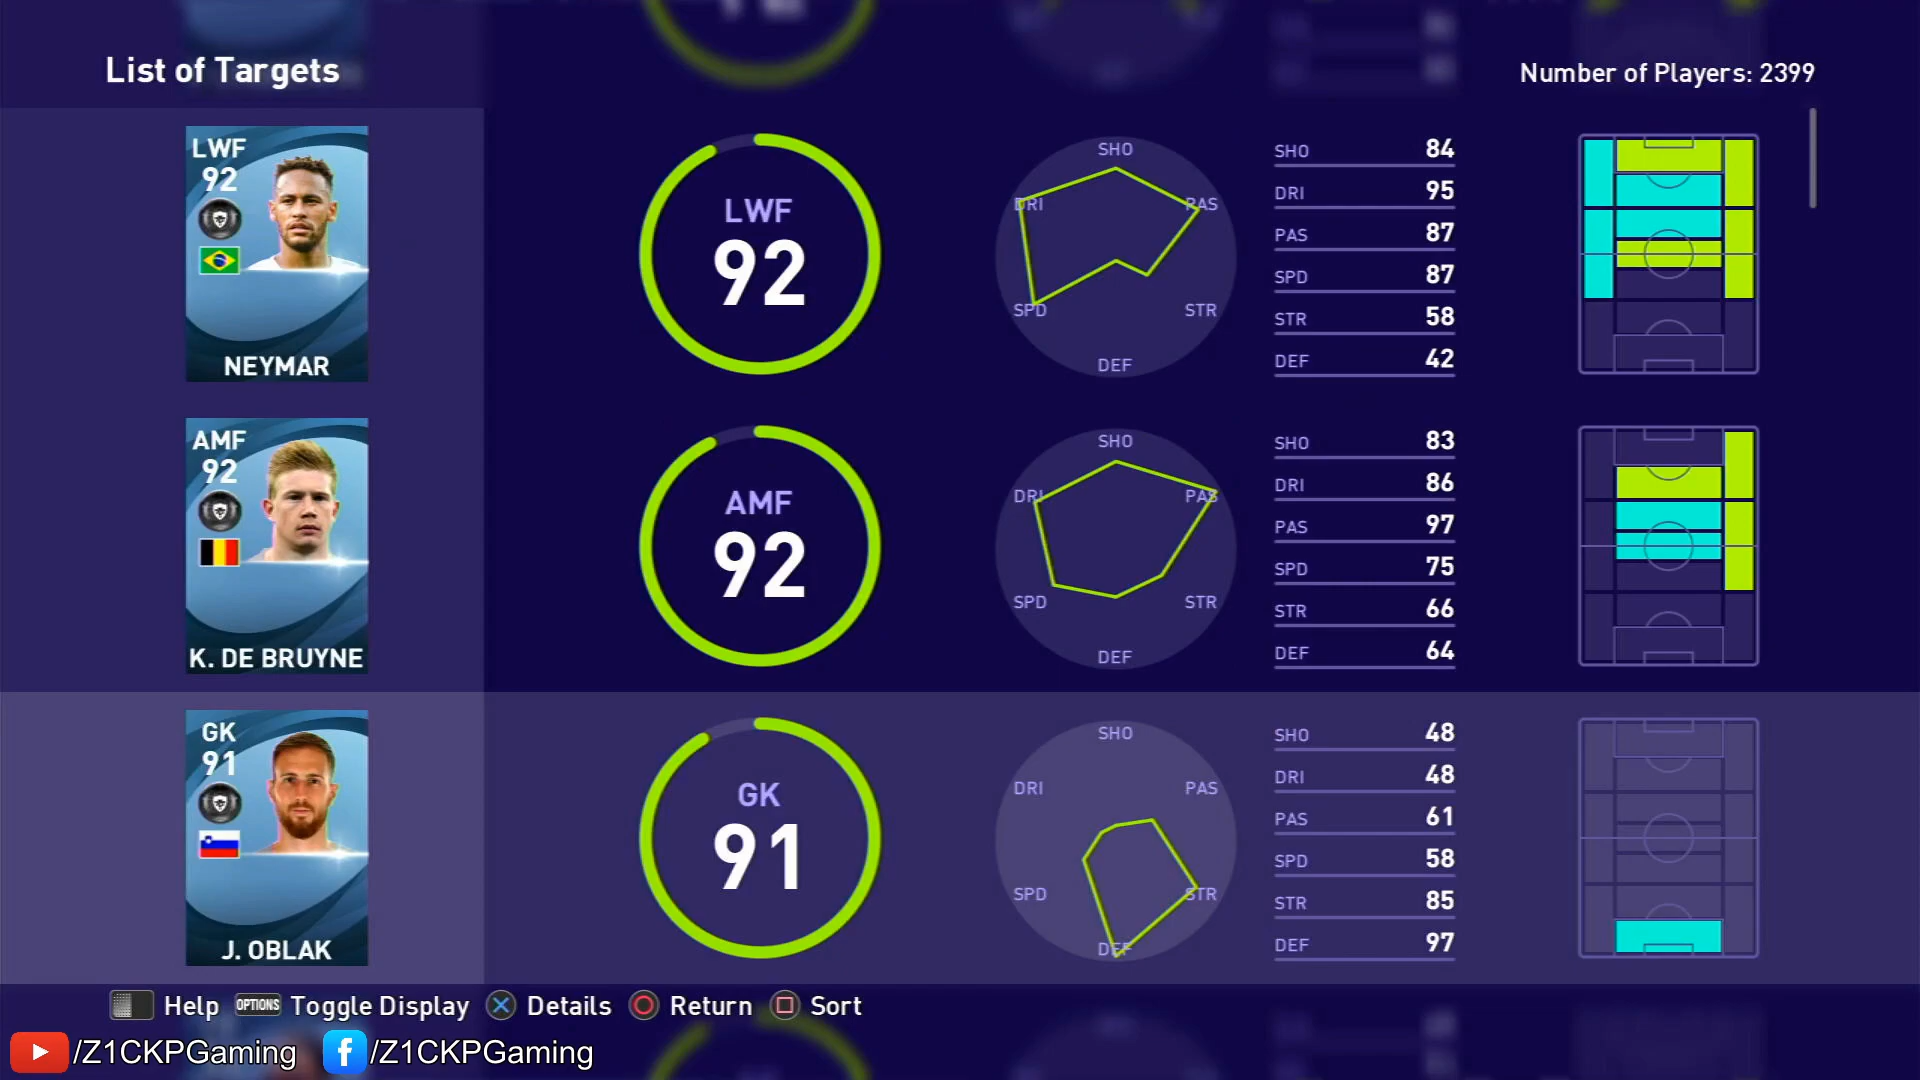 List of Targets
Number of Players: 2399
LWF
92
NEYMAR
LWF
92
SHO
DRI
PAS
SPD
STR
DEF
SHO 84
DRI 95
PAS 87
SPD 87
STR 58
DEF 42
AMF
92
K. DE BRUYNE
AMF
92
SHO
DRI
PAS
SPD
STR
DEF
SHO 83
DRI 86
PAS 97
SPD 75
STR 66
DEF 64
GK
91
J. OBLAK
GK
91
SHO
DRI
PAS
SPD
STR
DEF
SHO 48
DRI 48
PAS 61
SPD 58
STR 85
DEF 97
Help OPTIONS Toggle Display Details Return Sort
/Z1CKPGaming /Z1CKPGaming